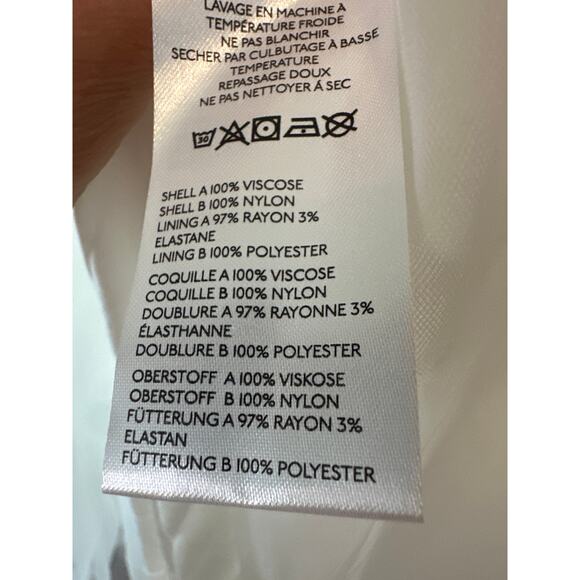 LAVAGE EN MACHINE À
TEMPÉRATURE FROIDE
NE PAS BLANCHIR
SECHER PAR CULBUTAGE À BASSE
TEMPERATURE
REPASSAGE DOUX
NE PAS NETTOYER Á SEC
30
SHELL A 100% VISCOSE
SHELL B 100% NYLON
LINING A 97% RAYON 3%
ELASTANE
LINING B 100% POLYESTER
COQUILLE A 100% VISCOSE
COQUILLE B 100% NYLON
DOUBLURE A 97% RAYONNE 3%
ÉLASTHANNE
DOUBLURE B 100% POLYESTER
OBERSTOFF A 100% VISKOSE
OBERSTOFF B 100% NYLON
FÜTTERUNG A 97% RAYON 3%
ELASTAN
FÜTTERUNG B 100% POLYESTER